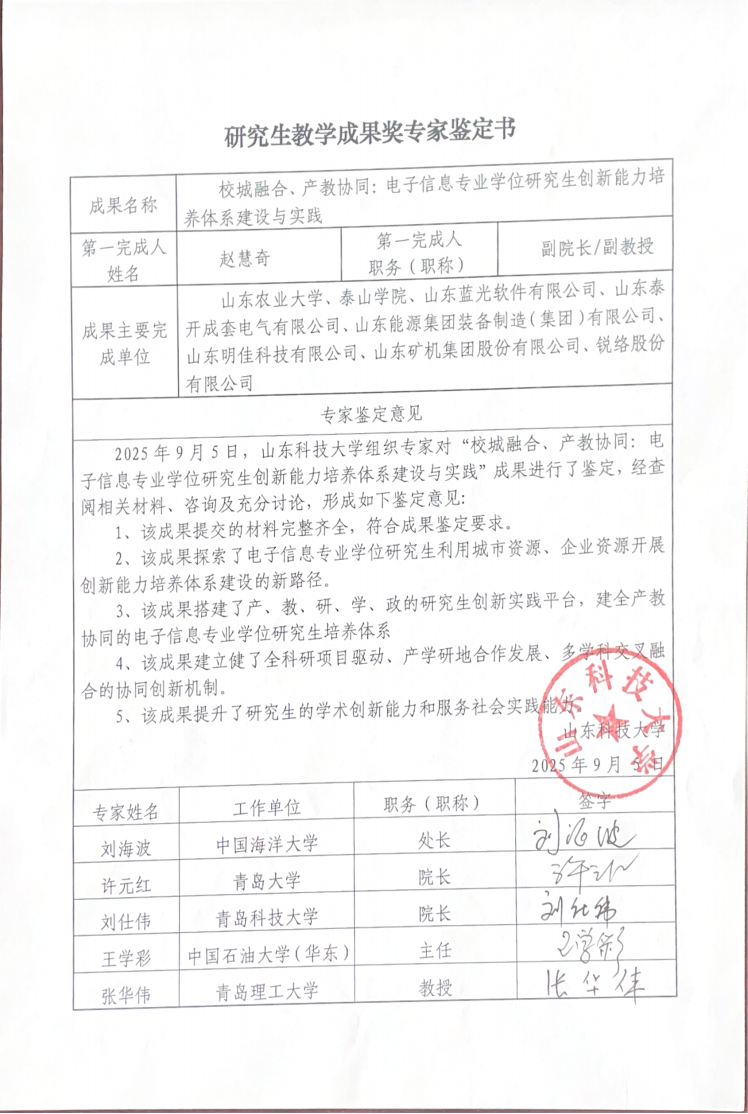 研究生教学成果奖专家鉴定书
成果名称
校城融合、产教协同：电子信息专业学位研究生创新能力培
养体系建设与实践
第一完成人
姓名
赵慧奇
第一完成人
职务（职称）
副院长/副教授
成果主要完
成单位
山东农业大学、泰山学院、山东蓝光软件有限公司、山东泰
开成套电气有限公司、山东能源集团装备制造（集团）有限公司、
山东明佳科技有限公司、山东矿机集团股份有限公司、锐络股份
有限公司
专家鉴定意见
2025年9月5日，山东科技大学组织专家对“校城融合、产教协同：电
子信息专业学位研究生创新能力培养体系建设与实践”成果进行了鉴定，经查
阅相关材料、咨询及充分讨论，形成如下鉴定意见：
1、该成果提交的材料完整齐全，符合成果鉴定要求。
2、该成果探索了电子信息专业学位研究生利用城市资源、企业资源开展
创新能力培养体系建设的新路径。
3、该成果搭建了产、教、研、学、政的研究生创新实践平台，建全产教
协同的电子信息专业学位研究生培养体系
4、该成果建立健了全科研项目驱动、产学研地合作发展、多学科交叉融
合的协同创新机制。
5、该成果提升了研究生的学术创新能力和服务社会实践能力
山东科技大学
山东科技大学
2025年9月5日
专家姓名 工作单位 职务（职称） 签字
刘海波 中国海洋大学 处长 刘海波
许元红 青岛大学 院长
刘仕伟 青岛科技大学 院长 刘仕伟
王学彩 中国石油大学（华东） 主任 王学彩
张华伟 青岛理工大学 教授 张华伟